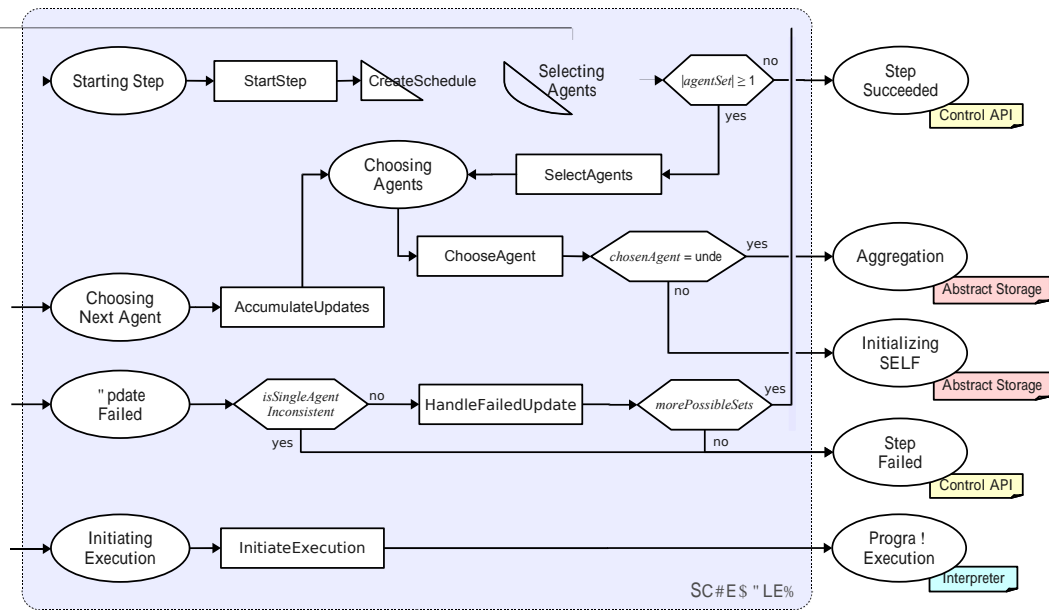 Starting Step
StartStep
CreateSchedule
Selecting
Agents
|agentSet| ≥ 1
no
yes
Step
Succeeded
Control API
Choosing
Agents
SelectAgents
ChooseAgent
chosenAgent = unde
yes
no
Aggregation
Abstract Storage
Choosing
Next Agent
AccumulateUpdates
Initializing
SELF
Abstract Storage
" pdate
Failed
isSingleAgent
Inconsistent
no
yes
HandleFailedUpdate
morePossibleSets
yes
no
Step
Failed
Control API
Initiating
Execution
InitiateExecution
Progra !
Execution
Interpreter
SC#E$ "LE%